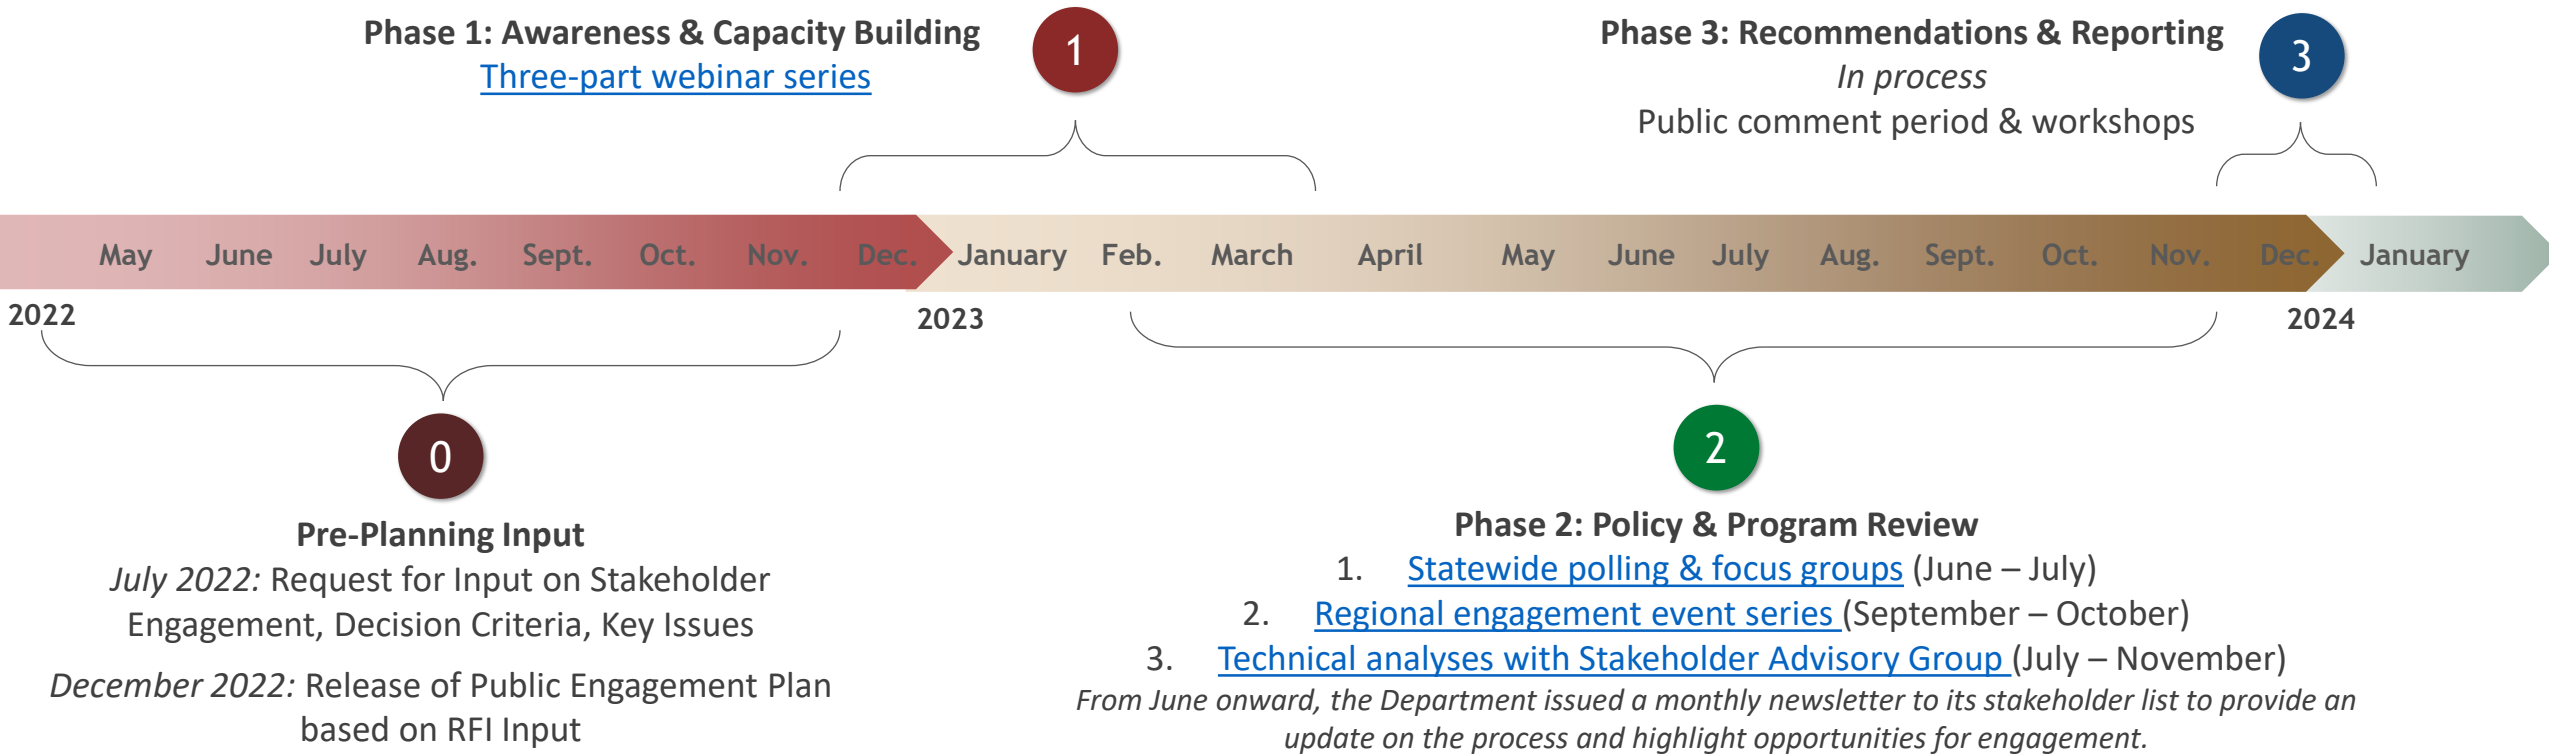 Phase 1: Awareness & Capacity Building
Three-part webinar series
1
Phase 3: Recommendations & Reporting
In process
Public comment period & workshops
3
May June July Aug. Sept. Oct. Nov. Dec. January Feb. March April May June July Aug. Sept. Oct. Nov. Dec. January
2022 2023 2024
0
Pre-Planning Input
July 2022: Request for Input on Stakeholder
Engagement, Decision Criteria, Key Issues
December 2022: Release of Public Engagement Plan
based on RFI Input
2
Phase 2: Policy & Program Review
1. Statewide polling & focus groups (June – July)
2. Regional engagement event series (September – October)
3. Technical analyses with Stakeholder Advisory Group (July – November)
From June onward, the Department issued a monthly newsletter to its stakeholder list to provide an
update on the process and highlight opportunities for engagement.